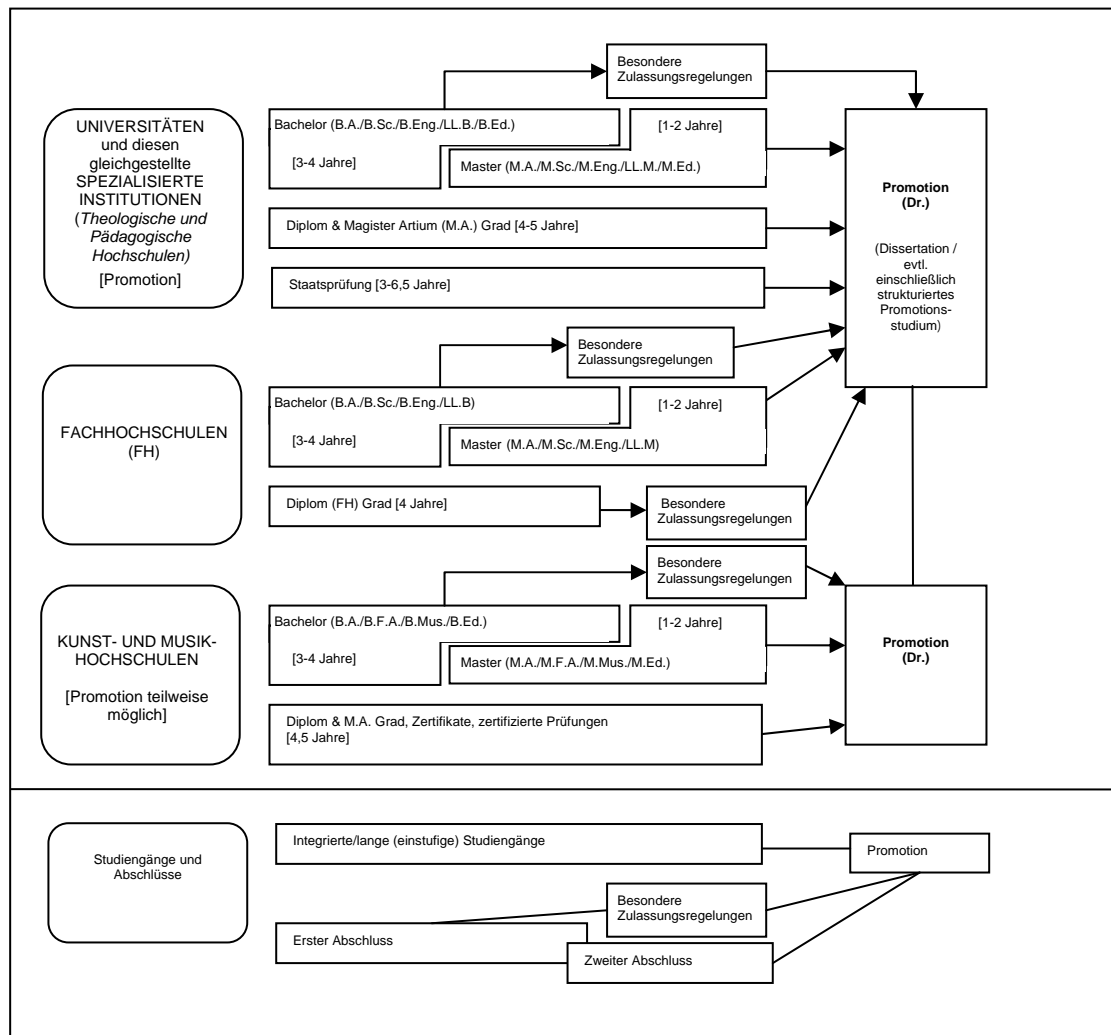 UNIVERSITÄTEN
und diesen
gleichgestellte
SPEZIALISIERTE
INSTITUTIONEN
(Theologische und
Pädagogische
Hochschulen)
[Promotion]
Besondere
Zulassungsregelungen
Bachelor (B.A./B.Sc./B.Eng./LL.B./B.Ed.)
[3-4 Jahre]
[1-2 Jahre]
Master (M.A./M.Sc./M.Eng./LL.M./M.Ed.)
Diplom & Magister Artium (M.A.) Grad [4-5 Jahre]
Staatsprüfung [3-6,5 Jahre]
Promotion
(Dr.)
(Dissertation /
evtl.
einschließlich
strukturiertes
Promotions-
studium)
FACHHOCHSCHULEN
(FH)
Besondere
Zulassungsregelungen
Bachelor (B.A./B.Sc./B.Eng./LL.B)
[3-4 Jahre]
[1-2 Jahre]
Master (M.A./M.Sc./M.Eng./LL.M)
Diplom (FH) Grad [4 Jahre]
Besondere
Zulassungsregelungen
KUNST- UND MUSIK-
HOCHSCHULEN
[Promotion teilweise
möglich]
Besondere
Zulassungsregelungen
Bachelor (B.A./B.F.A./B.Mus./B.Ed.)
[3-4 Jahre]
[1-2 Jahre]
Master (M.A./M.F.A./M.Mus./M.Ed.)
Diplom & M.A. Grad, Zertifikate, zertifizierte Prüfungen
[4,5 Jahre]
Promotion
(Dr.)
Studiengänge und
Abschlüsse
Integrierte/lange (einstufige) Studiengänge
Promotion
Besondere
Zulassungsregelungen
Erster Abschluss
Zweiter Abschluss